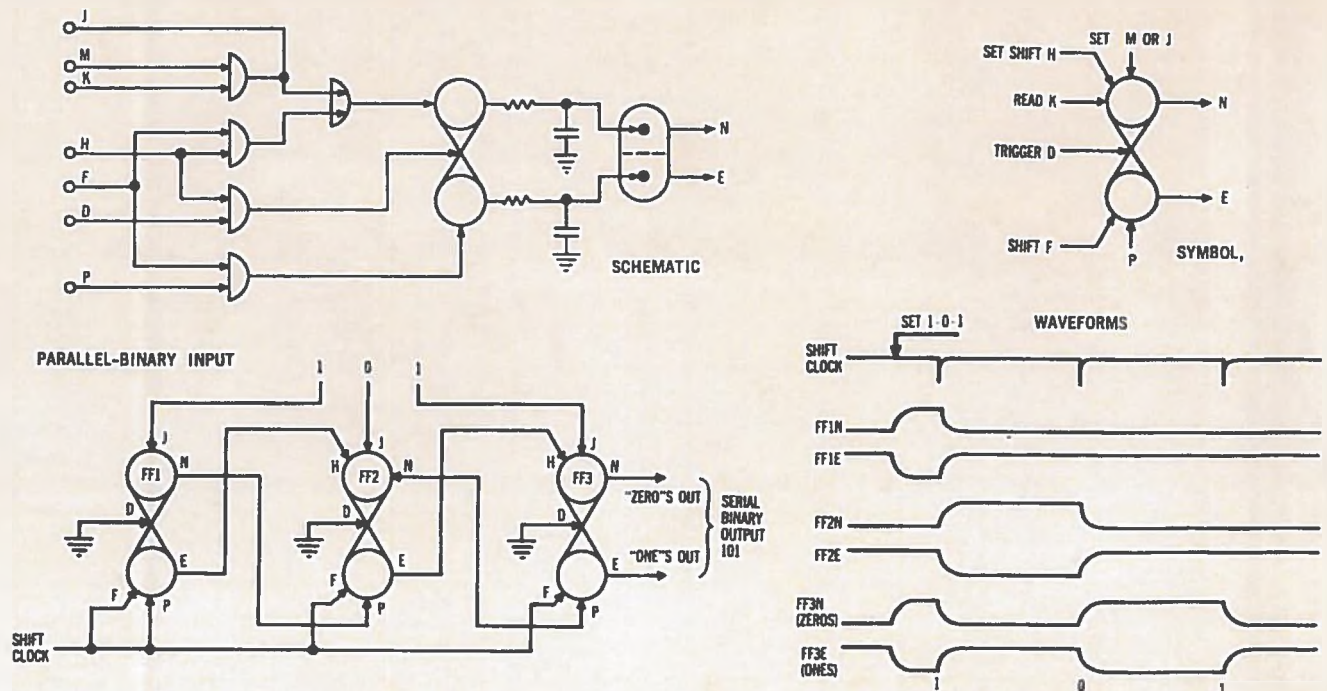 J
M
K
H
F
D
P
N
E
SCHEMATIC
SET M OR J
SET SHIFT H
READ K
N
TRIGGER D
E
SHIFT F
P
SYMBOL,
PARALLEL-BINARY INPUT
1 0 1
J J J
FF1 N H FF2 N H FF3 N
"ZERO"S OUT
D D D
SERIAL
BINARY
OUTPUT
101
"ONE"S OUT
E E E
F P F P F P
SHIFT
CLOCK
SET 1-0-1
WAVEFORMS
SHIFT
CLOCK
FF1N
FF1E
FF2N
FF2E
FF3N
(ZEROS)
FF3E
(ONES)
1 0 1